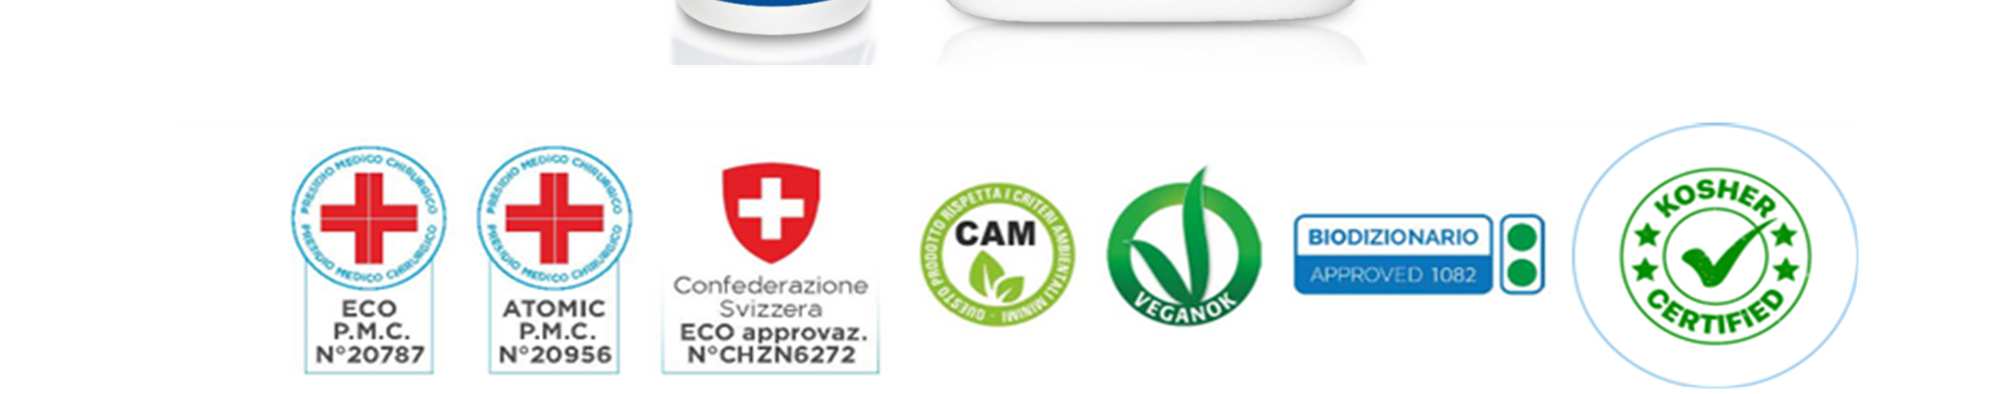 PRESIDIO MEDICO CHIRURGICO
PRESIDIO MEDICO CHIRURGICO
ECO
P.M.C.
N°20787
PRESIDIO MEDICO CHIRURGICO
PRESIDIO MEDICO CHIRURGICO
ATOMIC
P.M.C.
N°20956
Confederazione
Svizzera
ECO approvaz.
N°CHZN6272
QUESTO PRODOTTO RISPETTA I CRITERI AMBIENTALI MINIMI
CAM
VEGANOK
BIODIZIONARIO
APPROVED 1082
KOSHER
CERTIFIED